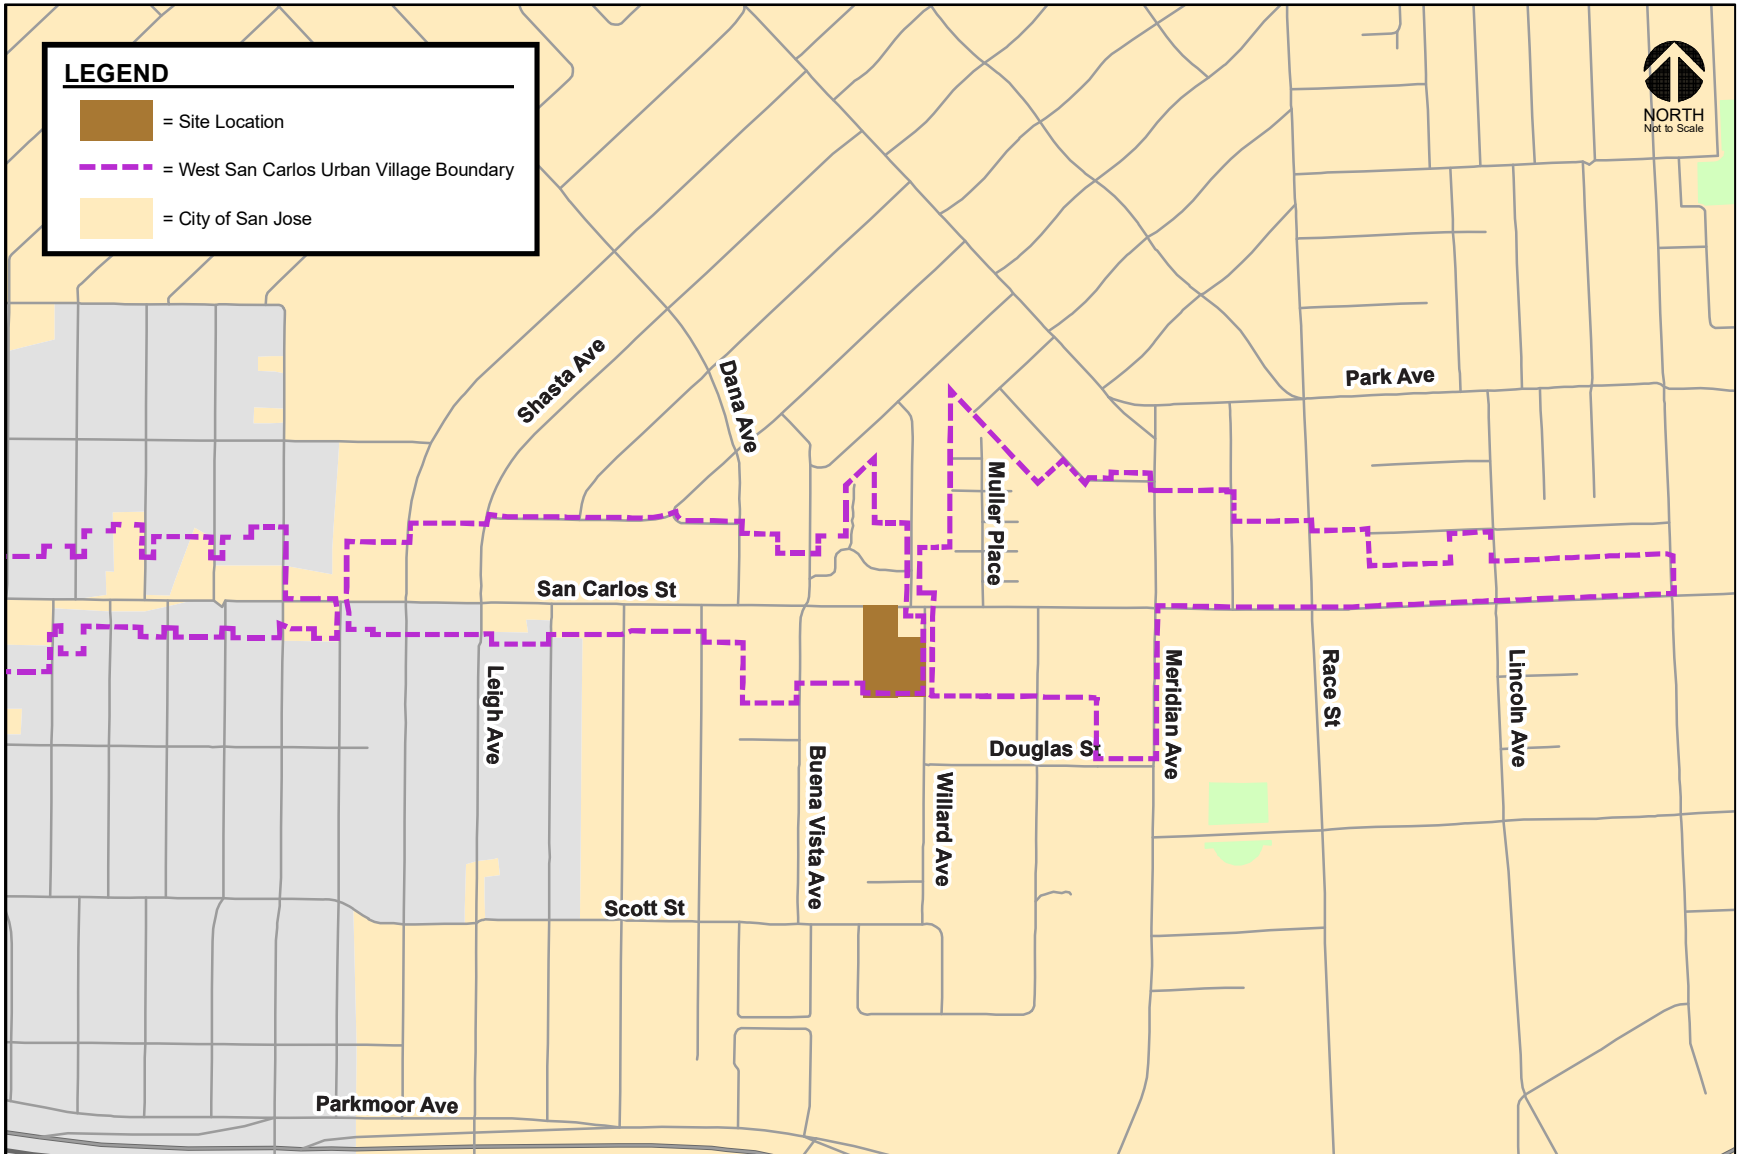 LEGEND
= Site Location
= West San Carlos Urban Village Boundary
= City of San Jose
NORTH
Not to Scale
Shasta Ave
Dana Ave
Park Ave
Muller Place
San Carlos St
Leigh Ave
Buena Vista Ave
Willard Ave
Douglas St
Meridian Ave
Race St
Lincoln Ave
Scott St
Parkmoor Ave